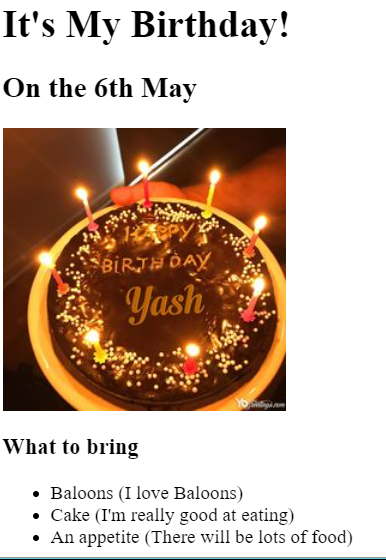 It's My Birthday!
On the 6th May
HAPPY
BIRTHDAY
Yash
What to bring
Baloons (I love Baloons)
Cake (I'm really good at eating)
An appetite (There will be lots of food)